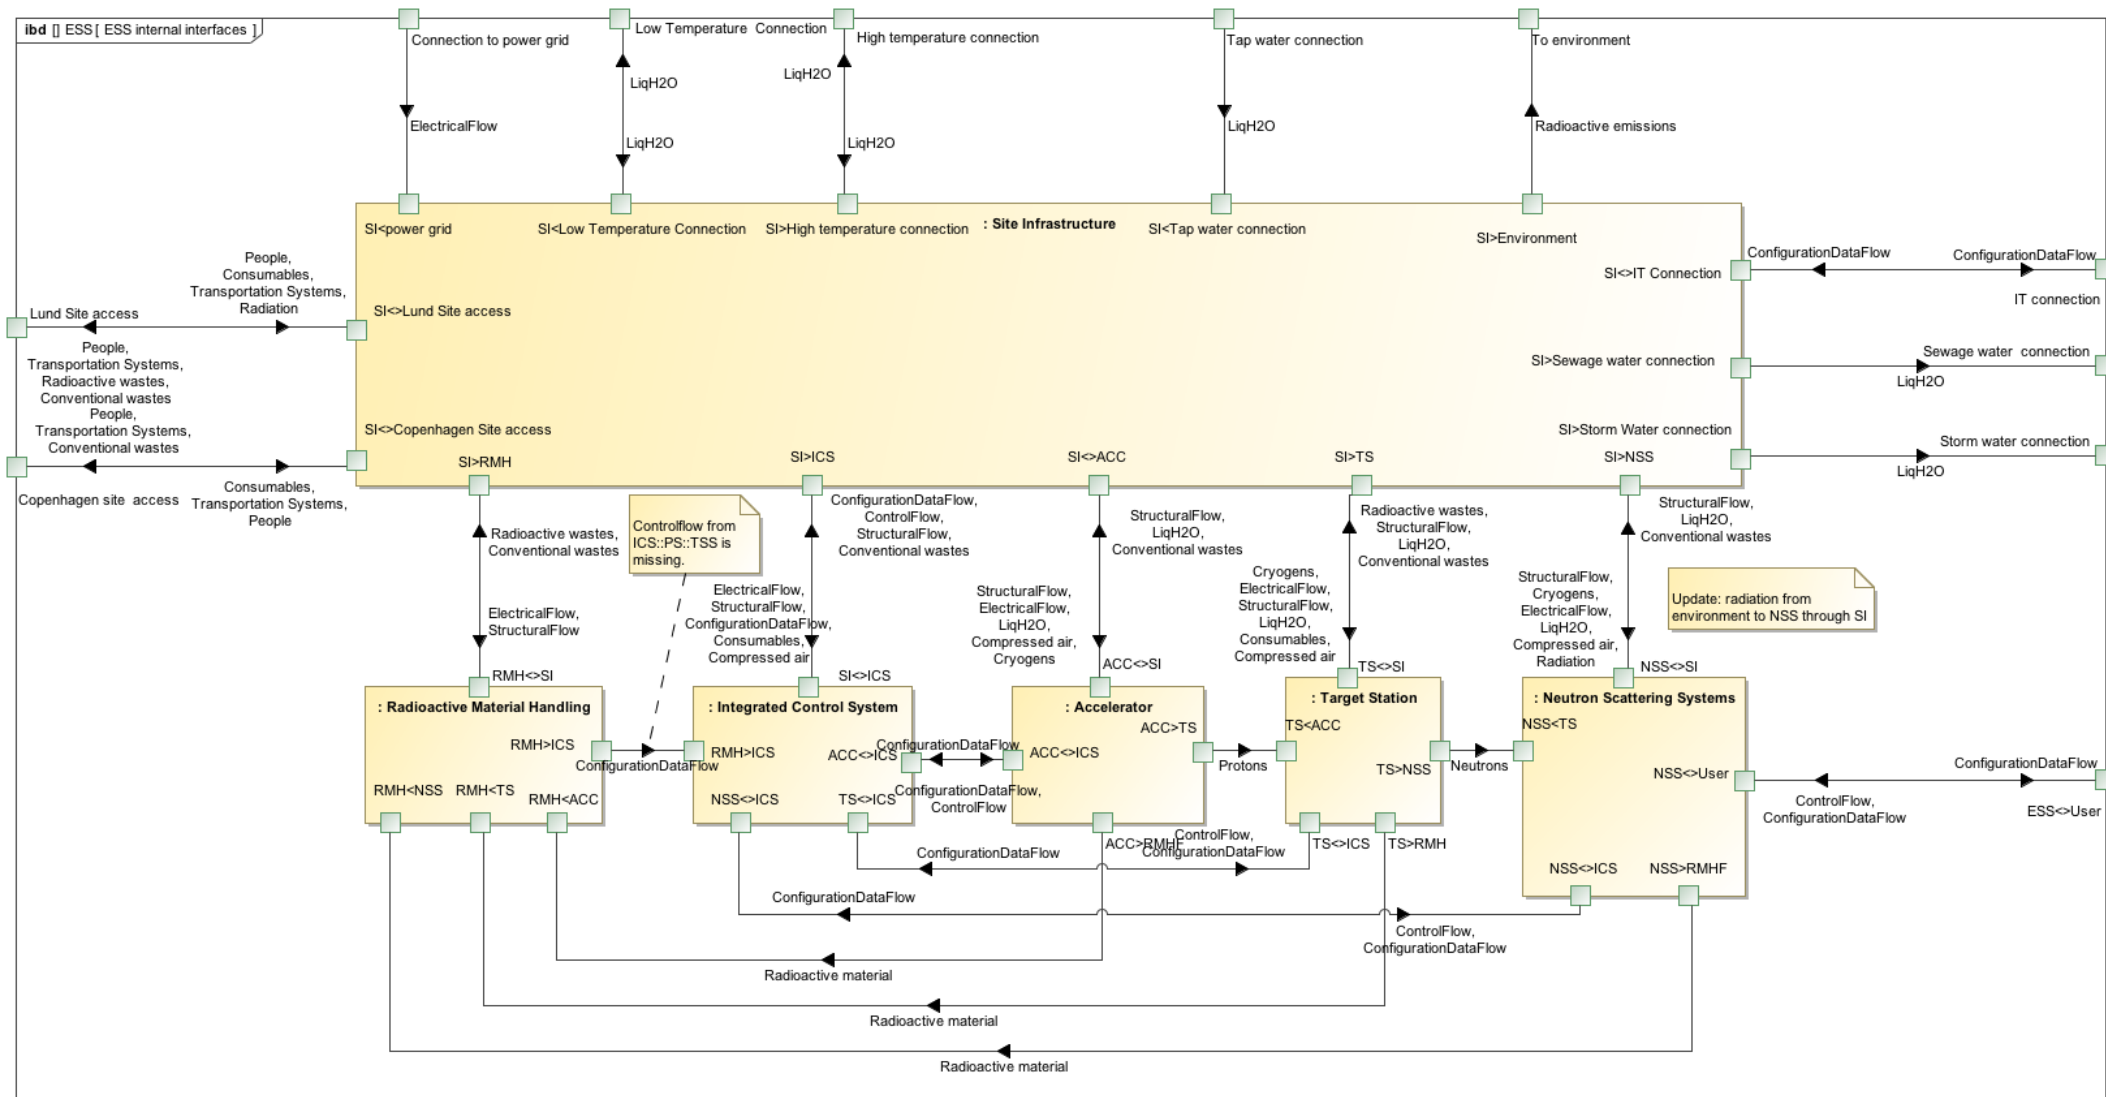 ibd [] ESS [ ESS internal interfaces ]
Connection to power grid
Low Temperature Connection
High temperature connection
Tap water connection
To environment
LiqH2O
LiqH2O
ElectricalFlow
LiqH2O
LiqH2O
LiqH2O
Radioactive emissions
SI<power grid
SI<Low Temperature Connection
SI>High temperature connection
: Site Infrastructure
SI<Tap water connection
SI>Environment
People,
Consumables,
Transportation Systems,
Radiation
Lund Site access
SI<>Lund Site access
People,
Transportation Systems,
Radioactive wastes,
Conventional wastes
People,
Transportation Systems,
Conventional wastes
SI<>Copenhagen Site access
Copenhagen site access
Consumables,
Transportation Systems,
People
ConfigurationDataFlow
ConfigurationDataFlow
SI<>IT Connection
IT connection
SI>Sewage water connection
Sewage water connection
LiqH2O
SI>Storm Water connection
Storm water connection
LiqH2O
SI>RMH
SI>ICS
SI<>ACC
SI>TS
SI>NSS
Radioactive wastes,
Conventional wastes
Controlflow from
ICS::PS::TSS is
missing.
ConfigurationDataFlow,
ControlFlow,
StructuralFlow,
Conventional wastes
StructuralFlow,
LiqH2O,
Conventional wastes
Radioactive wastes,
StructuralFlow,
LiqH2O,
Conventional wastes
StructuralFlow,
LiqH2O,
Conventional wastes
ElectricalFlow,
StructuralFlow
ElectricalFlow,
StructuralFlow,
ConfigurationDataFlow,
Consumables,
Compressed air
StructuralFlow,
ElectricalFlow,
LiqH2O,
Compressed air,
Cryogens
Cryogens,
ElectricalFlow,
StructuralFlow,
LiqH2O,
Consumables,
Compressed air
StructuralFlow,
Cryogens,
ElectricalFlow,
LiqH2O,
Compressed air,
Radiation
Update: radiation from
environment to NSS through SI
RMH<>SI
SI<>ICS
ACC<>SI
TS<>SI
NSS<>SI
: Radioactive Material Handling
RMH>ICS
RMH<NSS
RMH<TS
RMH<ACC
ConfigurationDataFlow
: Integrated Control System
RMH>ICS
ACC<>ICS
NSS<>ICS
TS<>ICS
ConfigurationDataFlow
ConfigurationDataFlow,
ControlFlow
: Accelerator
ACC>TS
ACC<>ICS
ACC>RMHF
Protons
: Target Station
TS<ACC
TS>NSS
TS<>ICS
TS>RMH
Neutrons
: Neutron Scattering Systems
NSS<TS
NSS<>User
NSS<>ICS
NSS>RMHF
ConfigurationDataFlow
ControlFlow,
ConfigurationDataFlow
ESS<>User
ConfigurationDataFlow
ControlFlow,
ConfigurationDataFlow
ConfigurationDataFlow
ControlFlow,
ConfigurationDataFlow
Radioactive material
Radioactive material
Radioactive material